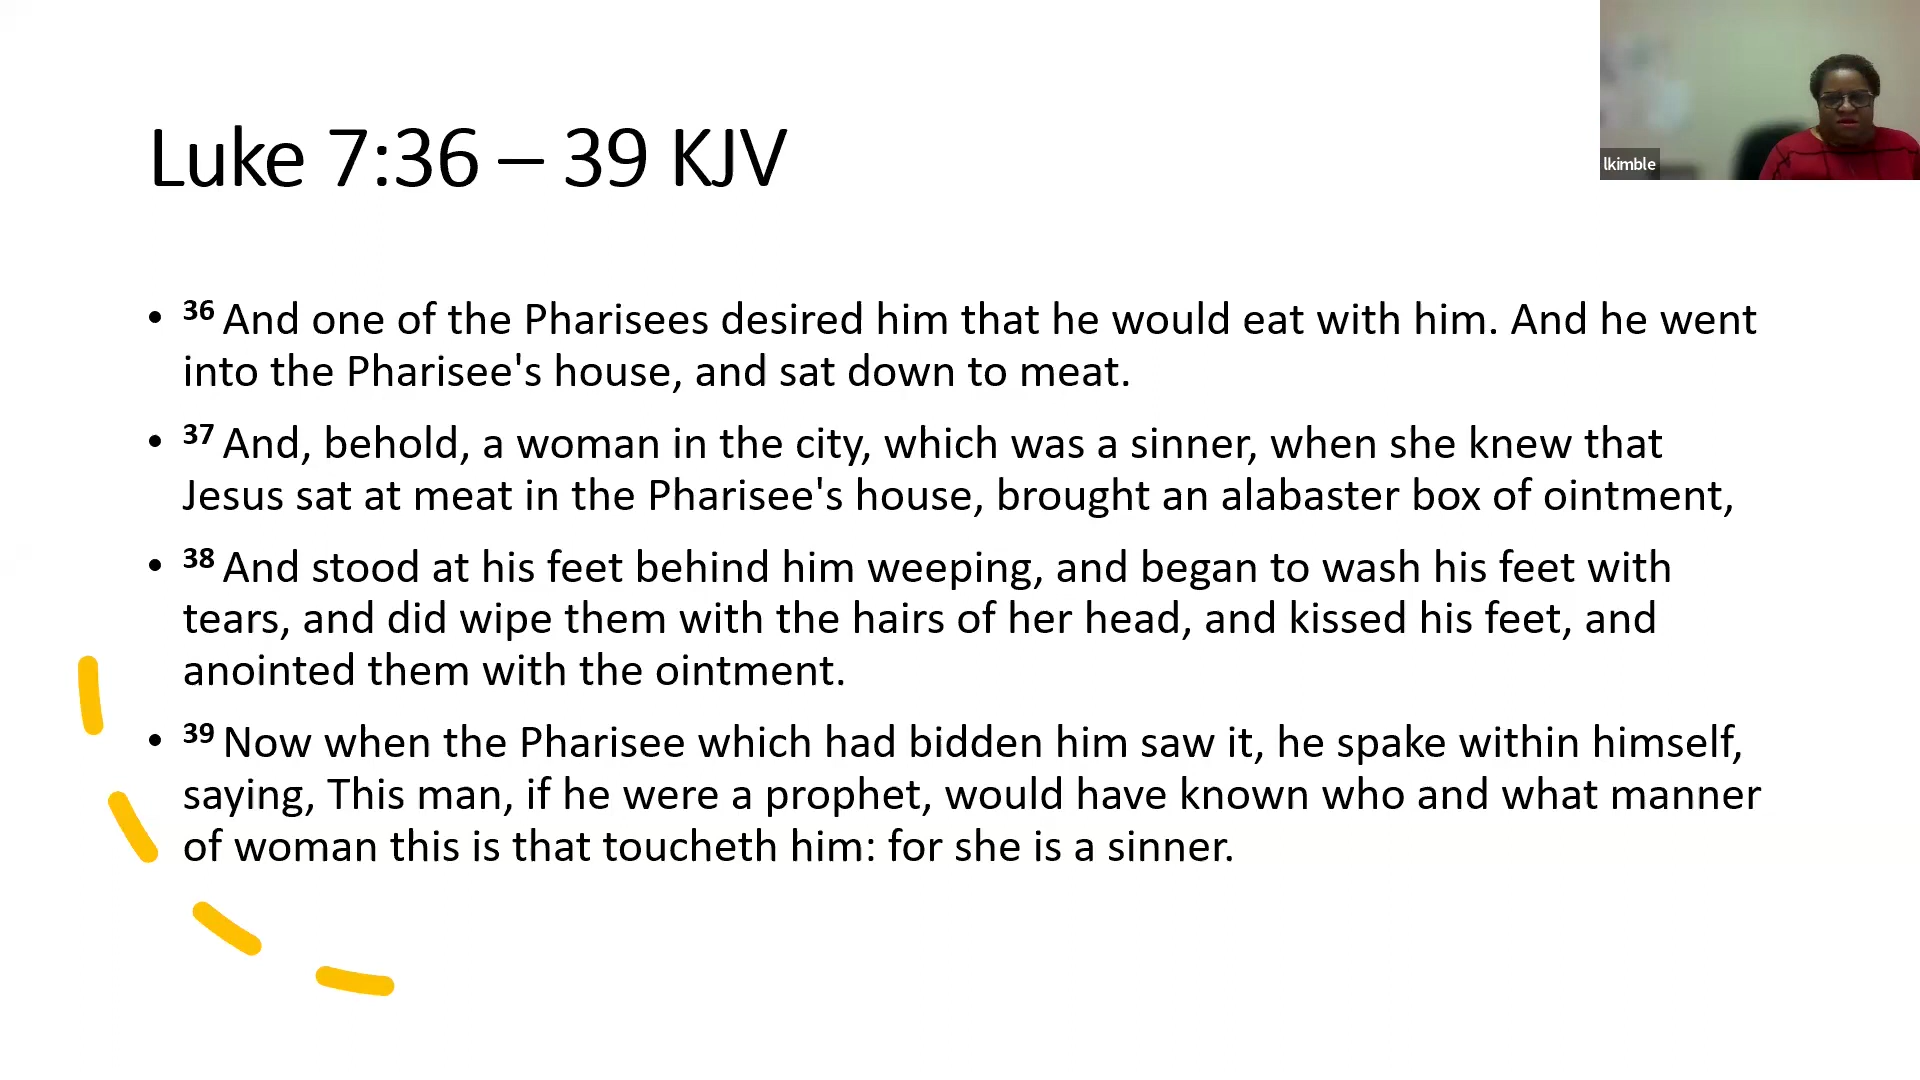 Luke 7:36 – 39 KJV
lkimble
• 36 And one of the Pharisees desired him that he would eat with him. And he went
into the Pharisee's house, and sat down to meat.
• 37 And, behold, a woman in the city, which was a sinner, when she knew that
Jesus sat at meat in the Pharisee's house, brought an alabaster box of ointment,
• 38 And stood at his feet behind him weeping, and began to wash his feet with
tears, and did wipe them with the hairs of her head, and kissed his feet, and
anointed them with the ointment.
• 39 Now when the Pharisee which had bidden him saw it, he spake within himself,
saying, This man, if he were a prophet, would have known who and what manner
of woman this is that toucheth him: for she is a sinner.